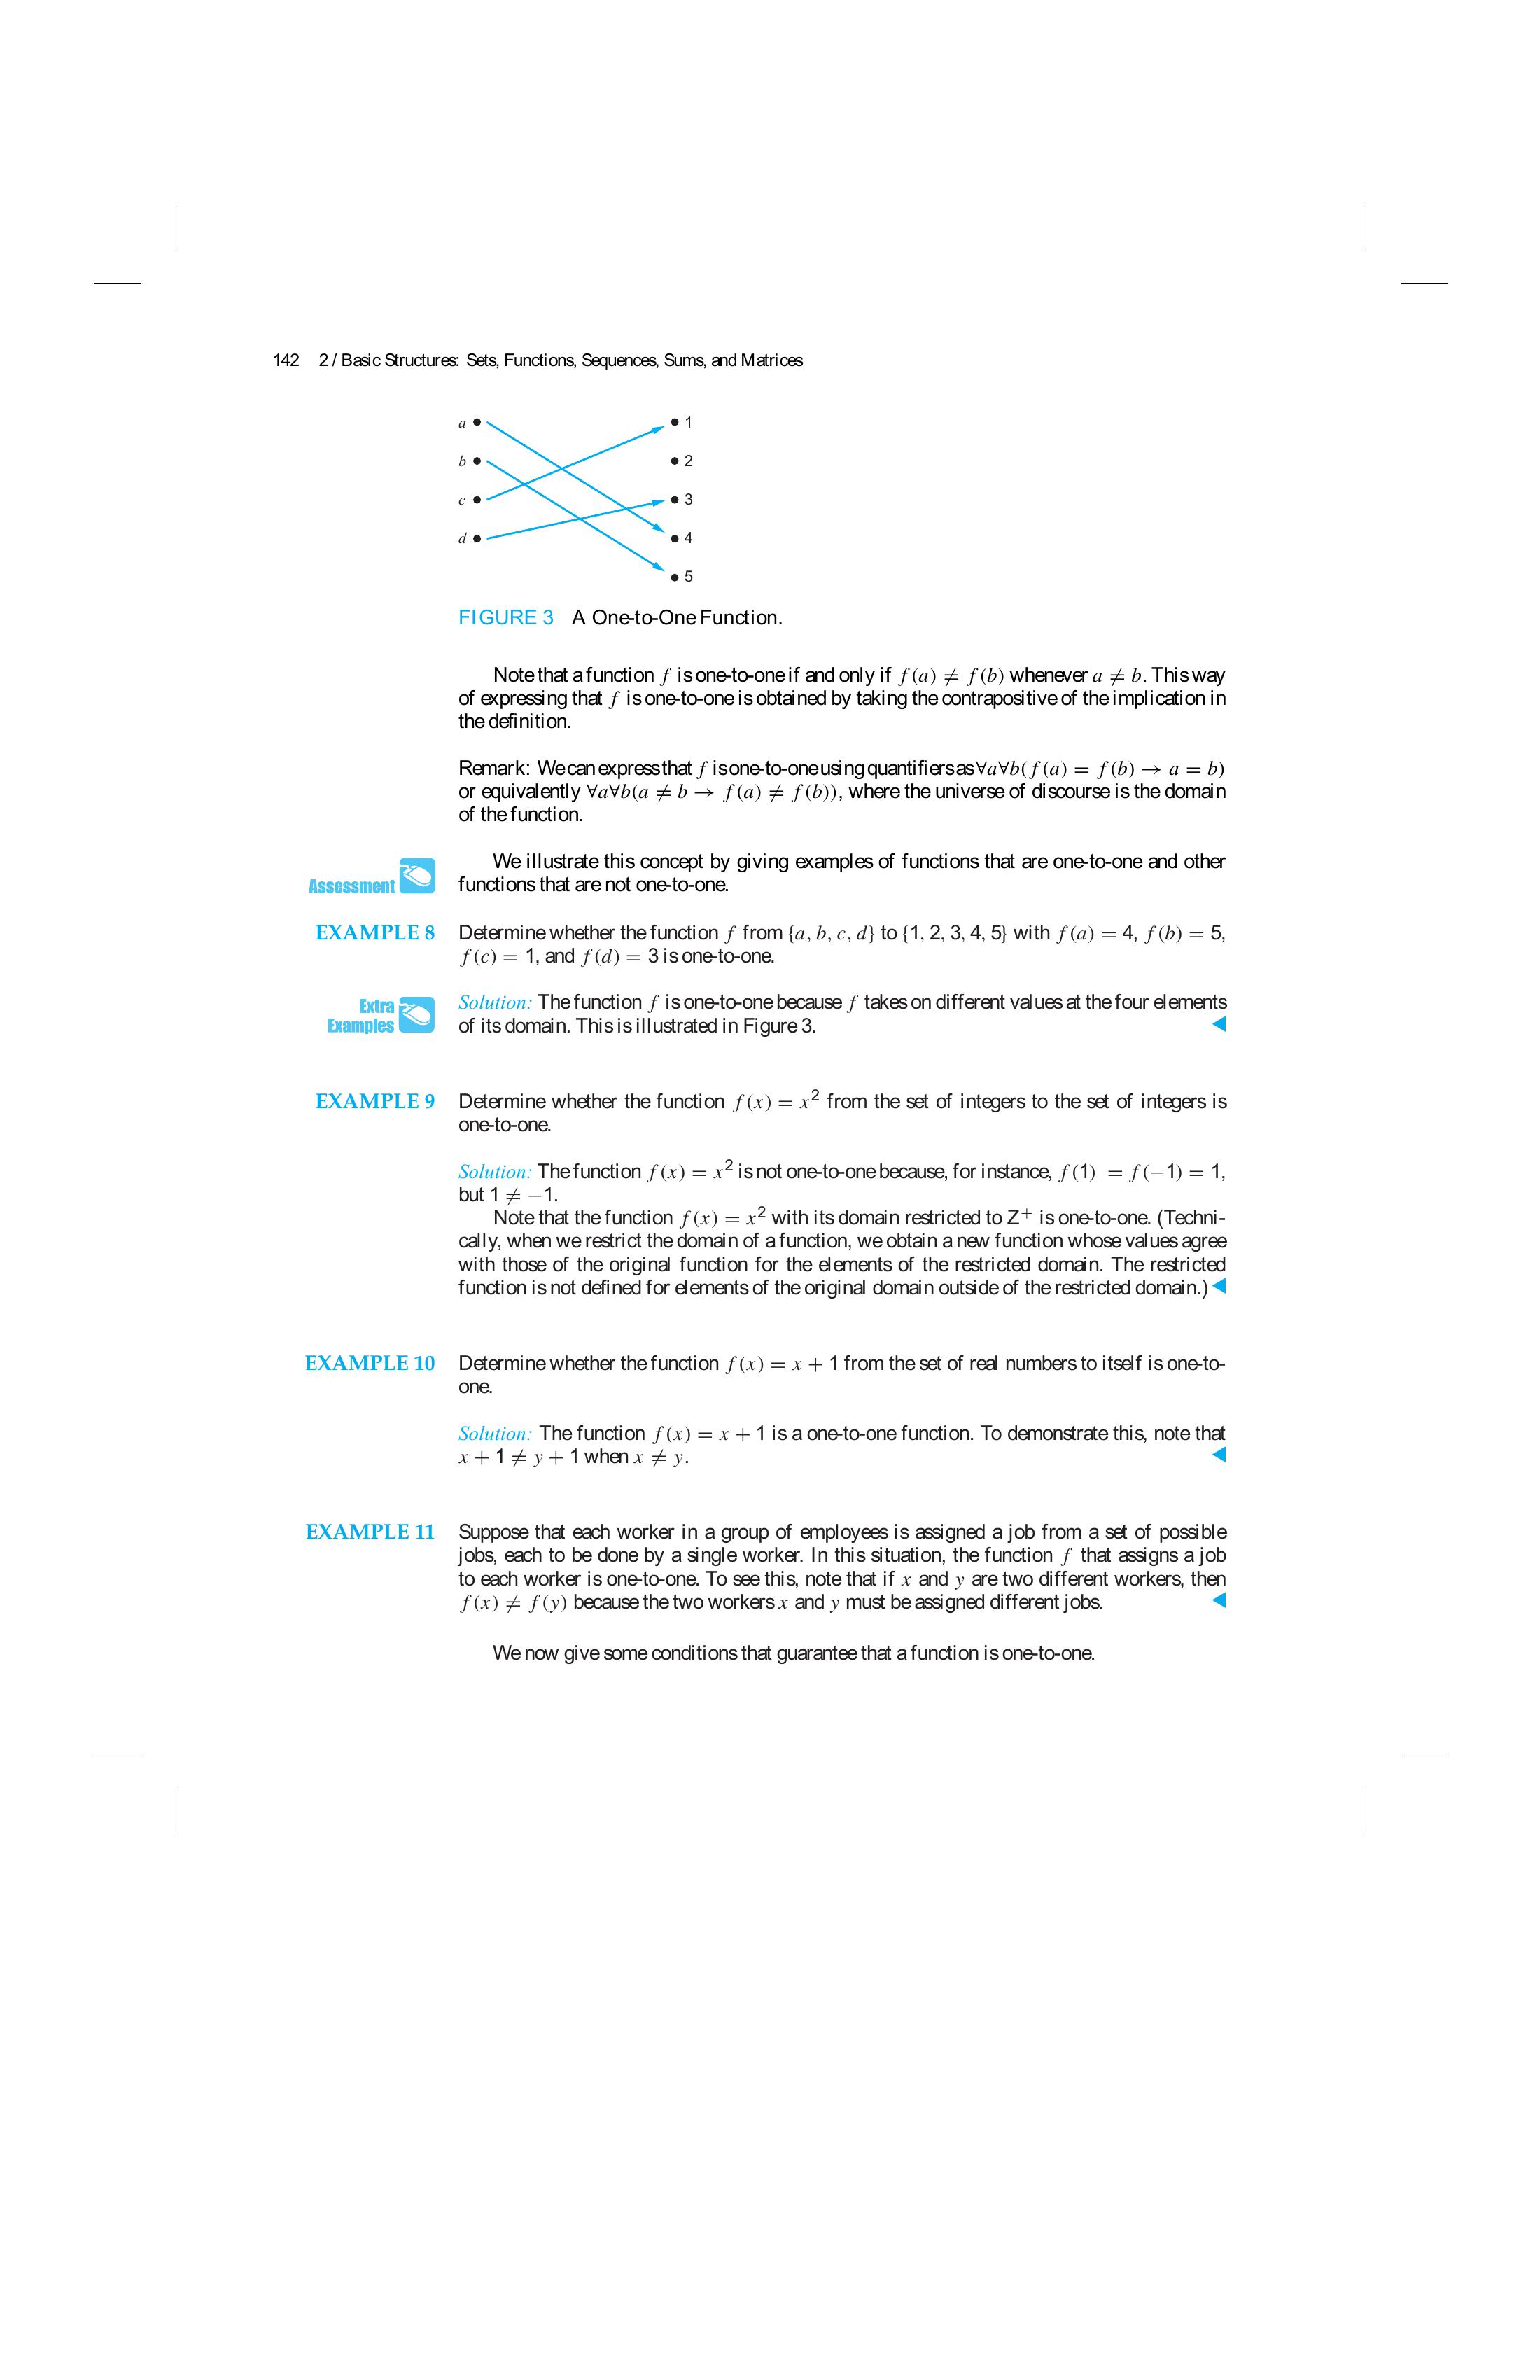 142 2 / Basic Structures: Sets, Functions, Sequences, Sums, and Matrices
a 1
b 2
c 3
d 4
5
FIGURE 3 A One-to-One Function.
Note that a function f is one-to-one if and only if f(a) ≠ f(b) whenever a ≠ b. This way
of expressing that f is one-to-one is obtained by taking the contrapositive of the implication in
the definition.
Remark: We can express that f is one-to-one using quantifiers as ∀a∀b(f(a) = f(b) → a = b)
or equivalently ∀a∀b(a ≠ b → f(a) ≠ f(b)), where the universe of discourse is the domain
of the function.
We illustrate this concept by giving examples of functions that are one-to-one and other
Assessment functions that are not one-to-one.
EXAMPLE 8 Determine whether the function f from {a, b, c, d} to {1, 2, 3, 4, 5} with f(a) = 4, f(b) = 5,
f(c) = 1, and f(d) = 3 is one-to-one.
Extra Solution: The function f is one-to-one because f takes on different values at the four elements
Examples of its domain. This is illustrated in Figure 3. ◀
EXAMPLE 9 Determine whether the function f(x) = x² from the set of integers to the set of integers is
one-to-one.
Solution: The function f(x) = x² is not one-to-one because, for instance, f(1) = f(−1) = 1,
but 1 ≠ −1.
Note that the function f(x) = x² with its domain restricted to Z⁺ is one-to-one. (Techni-
cally, when we restrict the domain of a function, we obtain a new function whose values agree
with those of the original function for the elements of the restricted domain. The restricted
function is not defined for elements of the original domain outside of the restricted domain.) ◀
EXAMPLE 10 Determine whether the function f(x) = x + 1 from the set of real numbers to itself is one-to-
one.
Solution: The function f(x) = x + 1 is a one-to-one function. To demonstrate this, note that
x + 1 ≠ y + 1 when x ≠ y. ◀
EXAMPLE 11 Suppose that each worker in a group of employees is assigned a job from a set of possible
jobs, each to be done by a single worker. In this situation, the function f that assigns a job
to each worker is one-to-one. To see this, note that if x and y are two different workers, then
f(x) ≠ f(y) because the two workers x and y must be assigned different jobs. ◀
We now give some conditions that guarantee that a function is one-to-one.